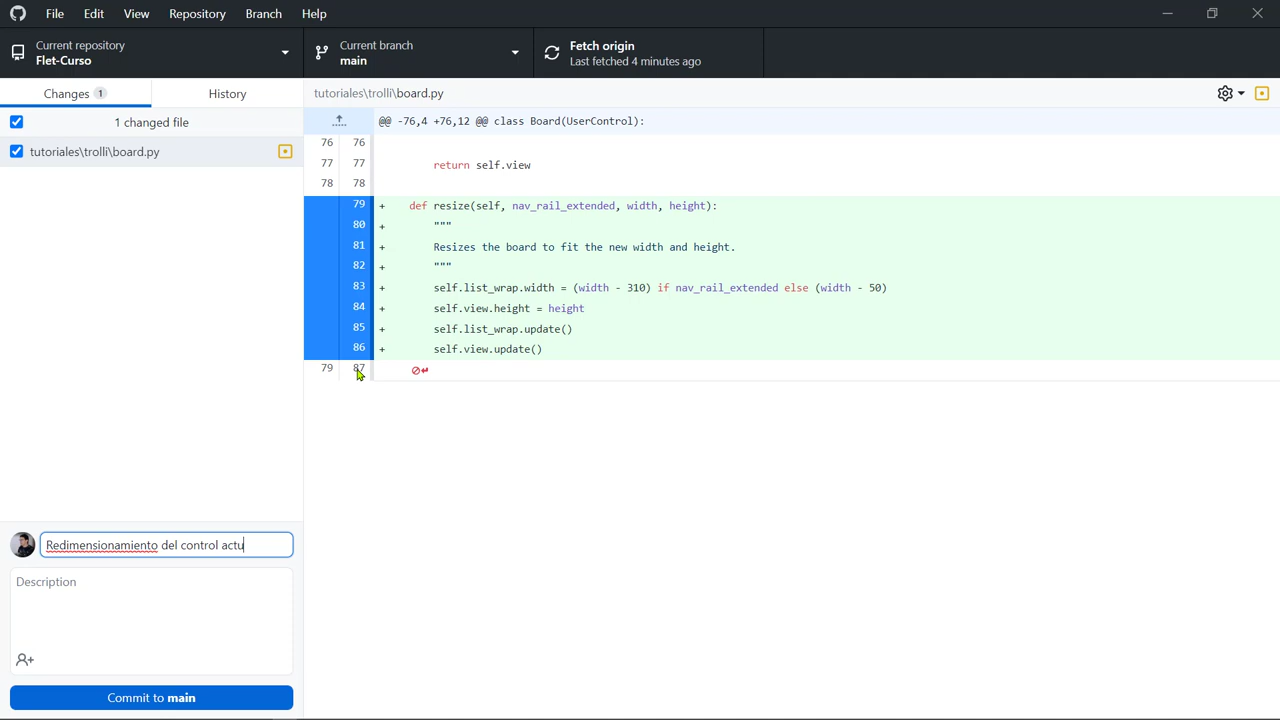 File Edit View Repository Branch Help
Current repository
Flet-Curso
Current branch
main
Fetch origin
Last fetched 4 minutes ago
Changes 1
History
1 changed file
tutoriales\trolli\board.py
tutoriales\trolli\board.py
@@ -76,4 +76,12 @@ class Board(UserControl):
76 76
77 77 return self.view
78 78
79 + def resize(self, nav_rail_extended, width, height):
80 + """
81 + Resizes the board to fit the new width and height.
82 + """
83 + self.list_wrap.width = (width - 310) if nav_rail_extended else (width - 50)
84 + self.view.height = height
85 + self.list_wrap.update()
86 + self.view.update()
79 87
Redimensionamiento del control actu
Description
Commit to main